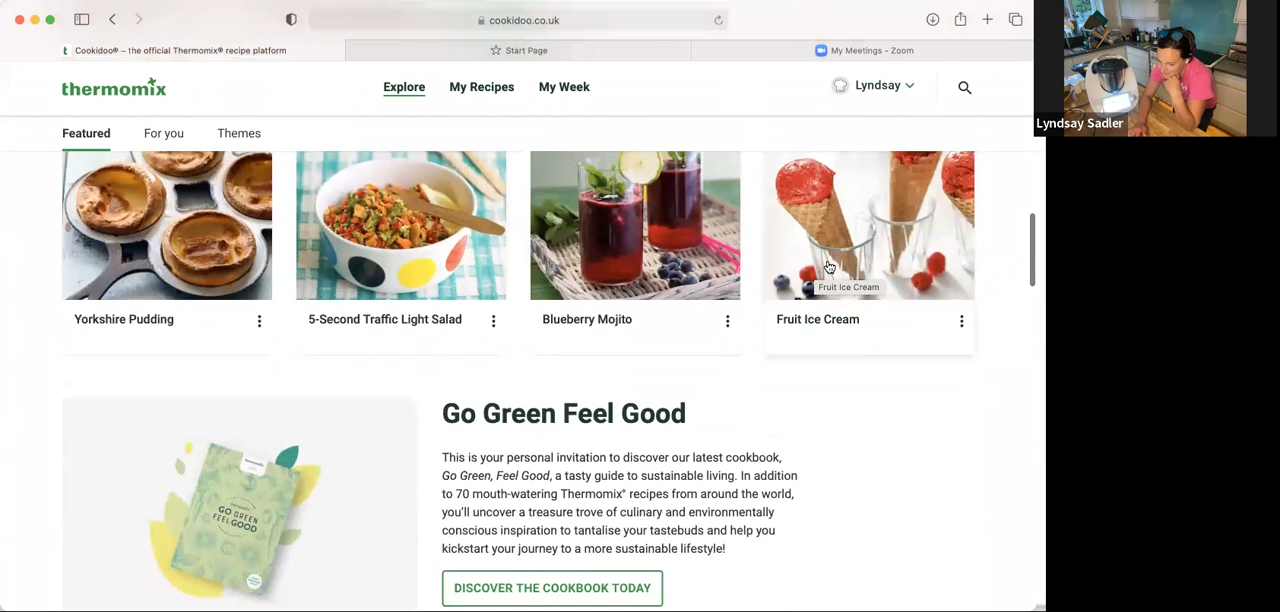 cookidoo.co.uk
Cookidoo® – the official Thermomix® recipe platform
Start Page
My Meetings - Zoom
thermomix
Explore
My Recipes
My Week
Lyndsay
Lyndsay Sadler
Featured
For you
Themes
Fruit Ice Cream
Yorkshire Pudding
5-Second Traffic Light Salad
Blueberry Mojito
Fruit Ice Cream
Go Green Feel Good
This is your personal invitation to discover our latest cookbook,
Go Green, Feel Good, a tasty guide to sustainable living. In addition
to 70 mouth-watering Thermomix® recipes from around the world,
you'll uncover a treasure trove of culinary and environmentally
conscious inspiration to tantalise your tastebuds and help you
kickstart your journey to a more sustainable lifestyle!
GO GREEN
FEEL GOOD
DISCOVER THE COOKBOOK TODAY